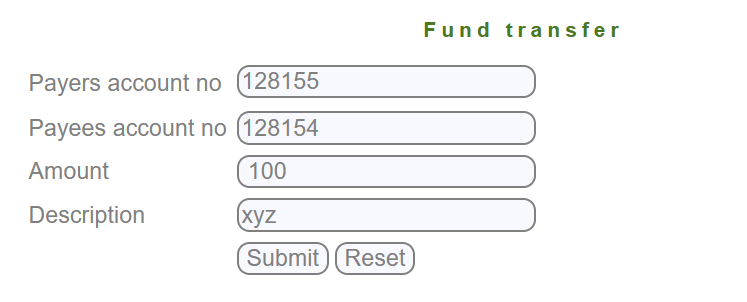 Fund transfer
Payers account no 128155
Payees account no 128154
Amount 100
Description xyz
Submit Reset